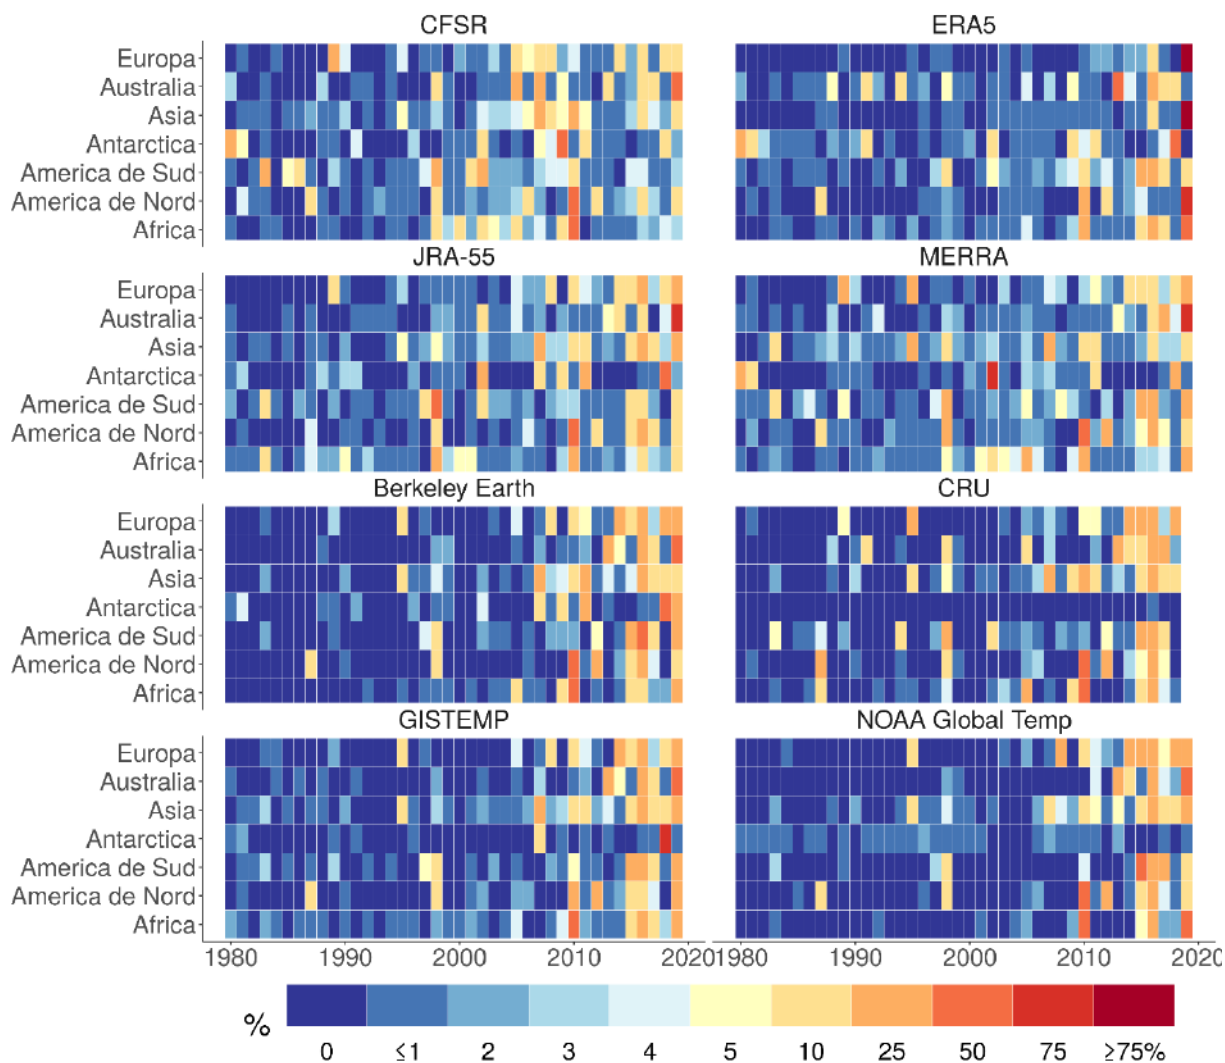 CFSR ERA5
Europa
Australia
Asia
Antarctica
America de Sud
America de Nord
Africa
JRA-55 MERRA
Europa
Australia
Asia
Antarctica
America de Sud
America de Nord
Africa
Berkeley Earth CRU
Europa
Australia
Asia
Antarctica
America de Sud
America de Nord
Africa
GISTEMP NOAA Global Temp
Europa
Australia
Asia
Antarctica
America de Sud
America de Nord
Africa
1980 1990 2000 2010 2020 1980 1990 2000 2010 2020
%
0 ≤1 2 3 4 5 10 25 50 75 ≥75%